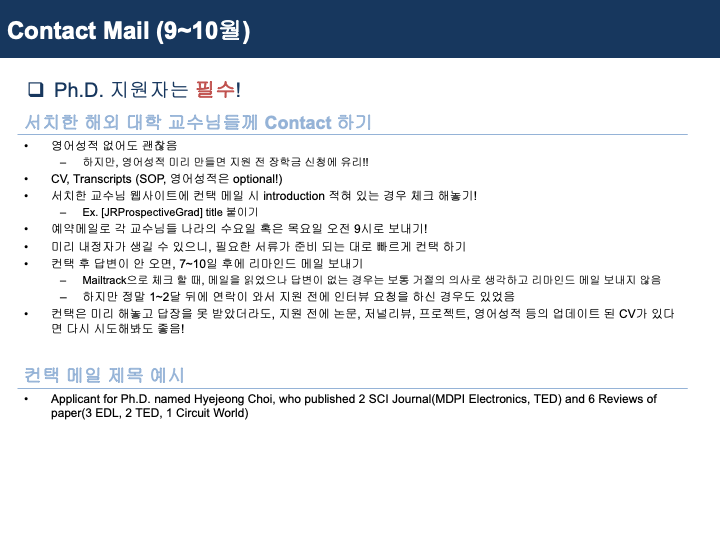 Contact Mail (9~10월)
❑ Ph.D. 지원자는 필수!
서치한 해외 대학 교수님들께 Contact 하기
• 영어성적 없어도 괜찮음
– 하지만, 영어성적 미리 만들면 지원 전 장학금 신청에 유리!!
• CV, Transcripts (SOP, 영어성적은 optional!)
• 서치한 교수님 웹사이트에 컨택 메일 시 introduction 적혀 있는 경우 체크 해놓기!
– Ex. [JRProspectiveGrad] title 붙이기
• 예약메일로 각 교수님들 나라의 수요일 혹은 목요일 오전 9시로 보내기!
• 미리 내정자가 생길 수 있으니, 필요한 서류가 준비 되는 대로 빠르게 컨택 하기
• 컨택 후 답변이 안 오면, 7~10일 후에 리마인드 메일 보내기
– Mailtrack으로 체크 할 때, 메일을 읽었으나 답변이 없는 경우는 보통 거절의 의사로 생각하고 리마인드 메일 보내지 않음
– 하지만 정말 1~2달 뒤에 연락이 와서 지원 전에 인터뷰 요청을 하신 경우도 있었음
• 컨택은 미리 해놓고 답장을 못 받았더라도, 지원 전에 논문, 저널리뷰, 프로젝트, 영어성적 등의 업데이트 된 CV가 있다
면 다시 시도해봐도 좋음!
컨택 메일 제목 예시
• Applicant for Ph.D. named Hyejeong Choi, who published 2 SCI Journal(MDPI Electronics, TED) and 6 Reviews of
paper(3 EDL, 2 TED, 1 Circuit World)